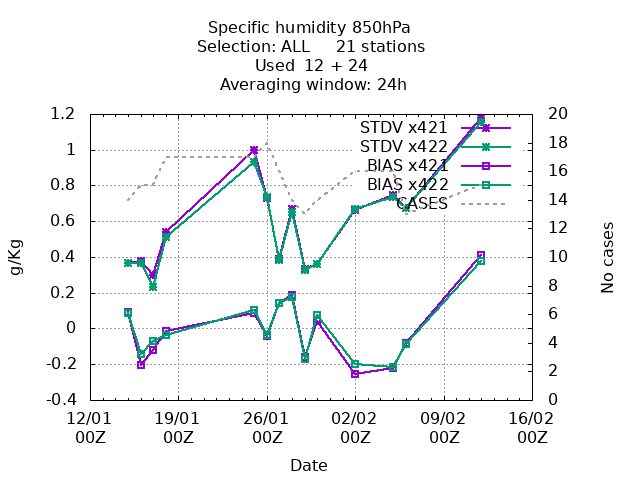 Specific humidity 850hPa
Selection: ALL     21 stations
Used  12 + 24
Averaging window: 24h
STDV x421
STDV x422
BIAS x421
BIAS x422
CASES
1.2
1
0.8
0.6
0.4
0.2
0
-0.2
-0.4
g/Kg
20
18
16
14
12
10
8
6
4
2
0
No cases
12/01 19/01 26/01 02/02 09/02 16/02
00Z 00Z 00Z 00Z 00Z 00Z
Date